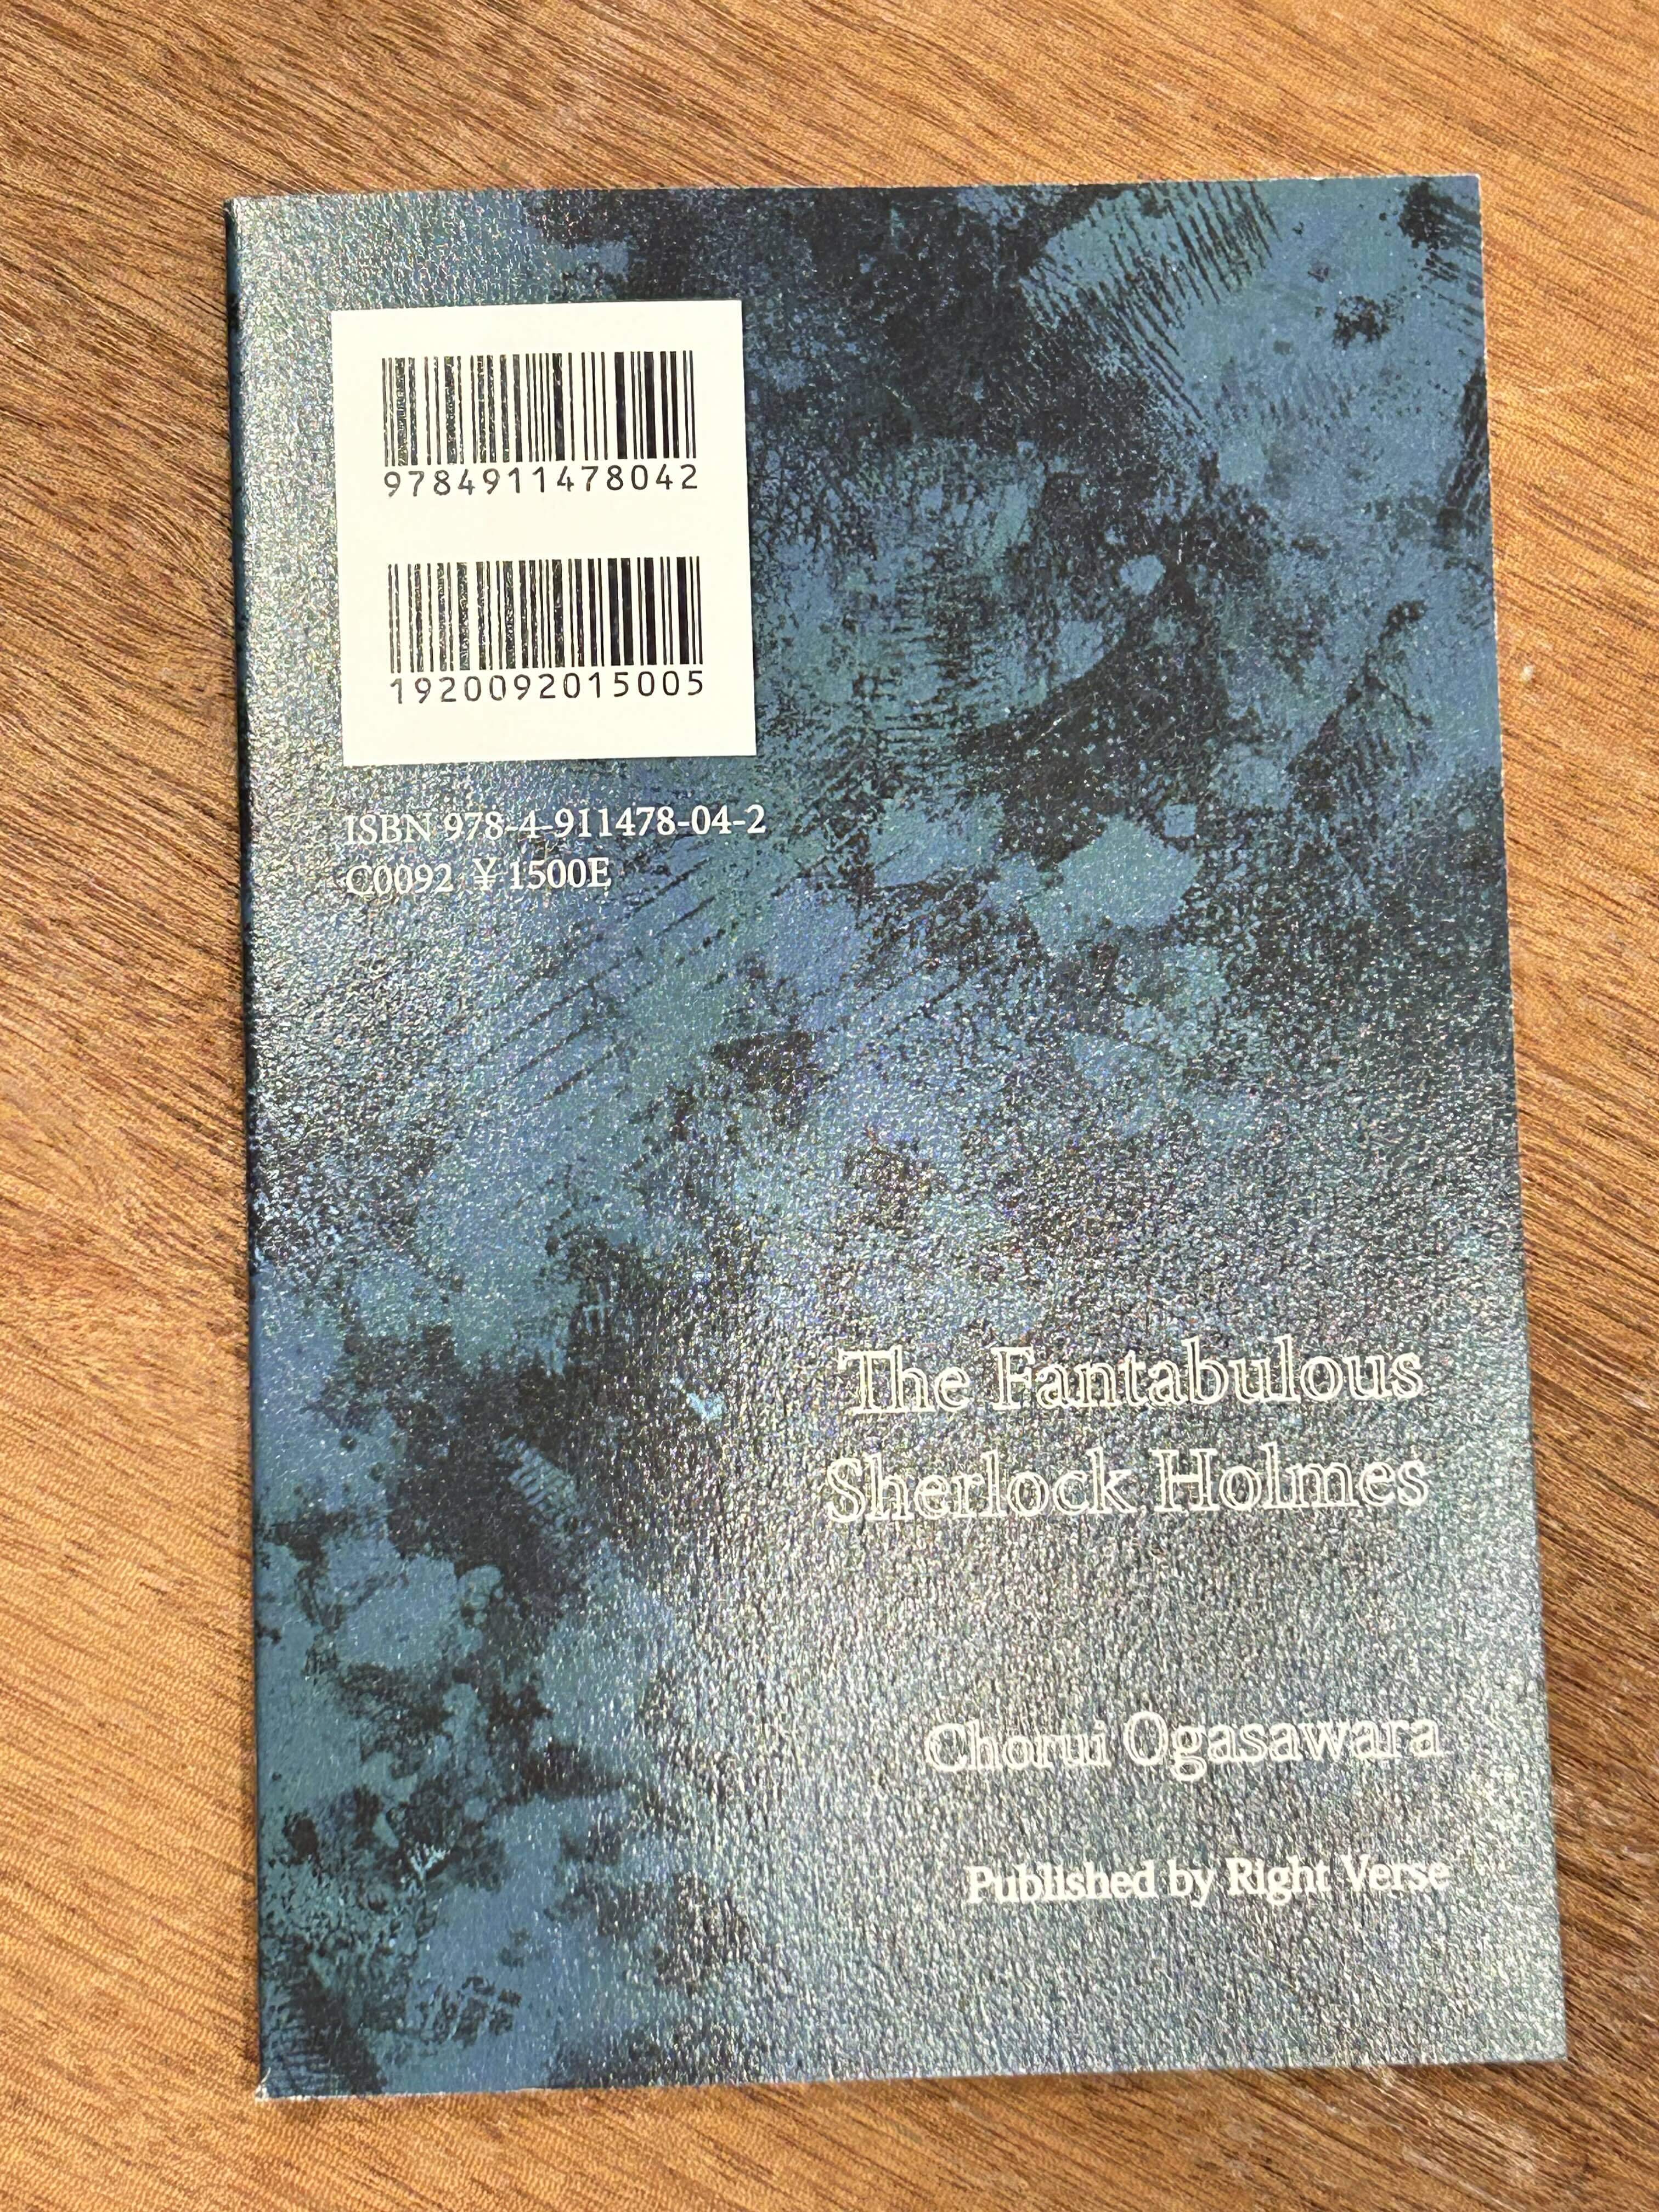 9784911478042
1920092015005
ISBN 978-4-911478-04-2
C0092 ¥1500E
The Fantabulous
Sherlock Holmes
Chorui Ogasawara
Published by Right Verse